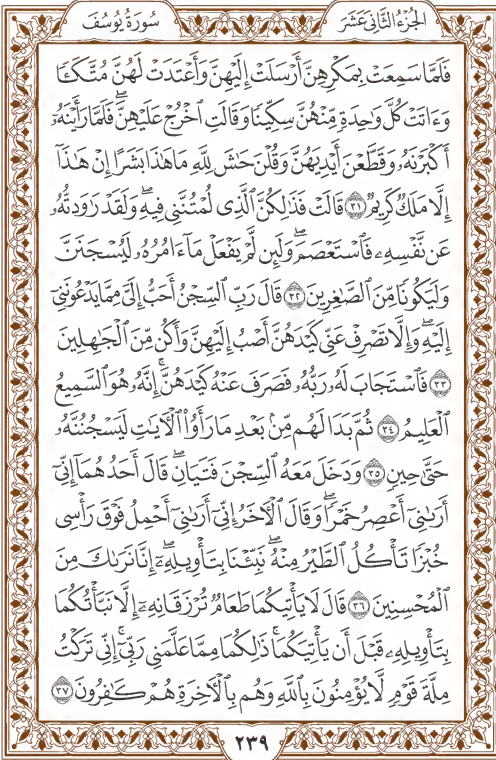 الجُزْءُ الثَّانِيَ عَشَرَ
سُورَةُ يُوسُفَ
فَلَمَّا سَمِعَتْ بِمَكْرِهِنَّ أَرْسَلَتْ إِلَيْهِنَّ وَأَعْتَدَتْ لَهُنَّ مُتَّكَـًٔا
وَءَاتَتْ كُلَّ وَٰحِدَةٍ مِّنْهُنَّ سِكِّينًا وَقَالَتِ ٱخْرُجْ عَلَيْهِنَّ ۖ فَلَمَّا رَأَيْنَهُۥٓ
أَكْبَرْنَهُۥ وَقَطَّعْنَ أَيْدِيَهُنَّ وَقُلْنَ حَٰشَ لِلَّهِ مَا هَٰذَا بَشَرًا إِنْ هَٰذَآ
إِلَّا مَلَكٌ كَرِيمٌ ٣١ قَالَتْ فَذَٰلِكُنَّ ٱلَّذِى لُمْتُنَّنِى فِيهِ ۖ وَلَقَدْ رَٰوَدتُّهُۥ
عَن نَّفْسِهِۦ فَٱسْتَعْصَمَ ۖ وَلَئِن لَّمْ يَفْعَلْ مَآ ءَامُرُهُۥ لَيُسْجَنَنَّ
وَلَيَكُونًا مِّنَ ٱلصَّٰغِرِينَ ٣٢ قَالَ رَبِّ ٱلسِّجْنُ أَحَبُّ إِلَىَّ مِمَّا يَدْعُونَنِىٓ
إِلَيْهِ ۖ وَإِلَّا تَصْرِفْ عَنِّى كَيْدَهُنَّ أَصْبُ إِلَيْهِنَّ وَأَكُن مِّنَ ٱلْجَٰهِلِينَ
٣٣ فَٱسْتَجَابَ لَهُۥ رَبُّهُۥ فَصَرَفَ عَنْهُ كَيْدَهُنَّ ۚ إِنَّهُۥ هُوَ ٱلسَّمِيعُ
ٱلْعَلِيمُ ٣٤ ثُمَّ بَدَا لَهُم مِّنۢ بَعْدِ مَا رَأَوُا۟ ٱلْءَايَٰتِ لَيَسْجُنُنَّهُۥ
حَتَّىٰ حِينٍ ٣٥ وَدَخَلَ مَعَهُ ٱلسِّجْنَ فَتَيَانِ ۖ قَالَ أَحَدُهُمَآ إِنِّىٓ
أَرَىٰنِىٓ أَعْصِرُ خَمْرًا ۖ وَقَالَ ٱلْءَاخَرُ إِنِّىٓ أَرَىٰنِىٓ أَحْمِلُ فَوْقَ رَأْسِى
خُبْزًا تَأْكُلُ ٱلطَّيْرُ مِنْهُ ۖ نَبِّئْنَا بِتَأْوِيلِهِۦٓ ۖ إِنَّا نَرَىٰكَ مِنَ
ٱلْمُحْسِنِينَ ٣٦ قَالَ لَا يَأْتِيكُمَا طَعَامٌ تُرْزَقَانِهِۦٓ إِلَّا نَبَّأْتُكُمَا
بِتَأْوِيلِهِۦ قَبْلَ أَن يَأْتِيَكُمَا ۚ ذَٰلِكُمَا مِمَّا عَلَّمَنِى رَبِّىٓ ۚ إِنِّى تَرَكْتُ
مِلَّةَ قَوْمٍ لَّا يُؤْمِنُونَ بِٱللَّهِ وَهُم بِٱلْءَاخِرَةِ هُمْ كَٰفِرُونَ ٣٧
٢٣٩